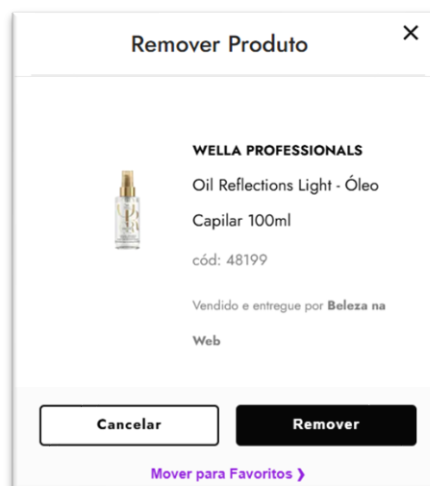 Remover Produto
WELLA PROFESSIONALS
Oil Reflections Light - Óleo
Capilar 100ml
cód: 48199
Vendido e entregue por Beleza na
Web
Cancelar
Remover
Mover para Favoritos ❯